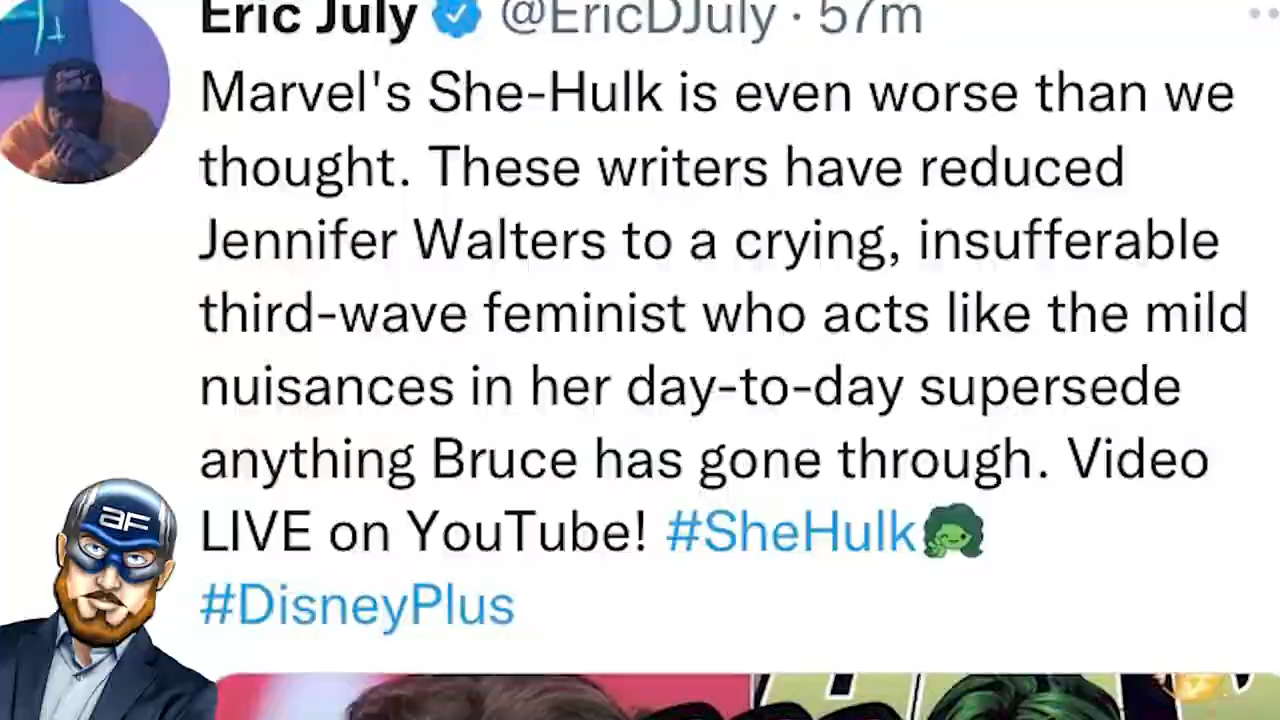 Eric July @EricDJuly · 57m
Marvel's She-Hulk is even worse than we
thought. These writers have reduced
Jennifer Walters to a crying, insufferable
third-wave feminist who acts like the mild
nuisances in her day-to-day supersede
anything Bruce has gone through. Video
LIVE on YouTube! #SheHulk
#DisneyPlus
aF